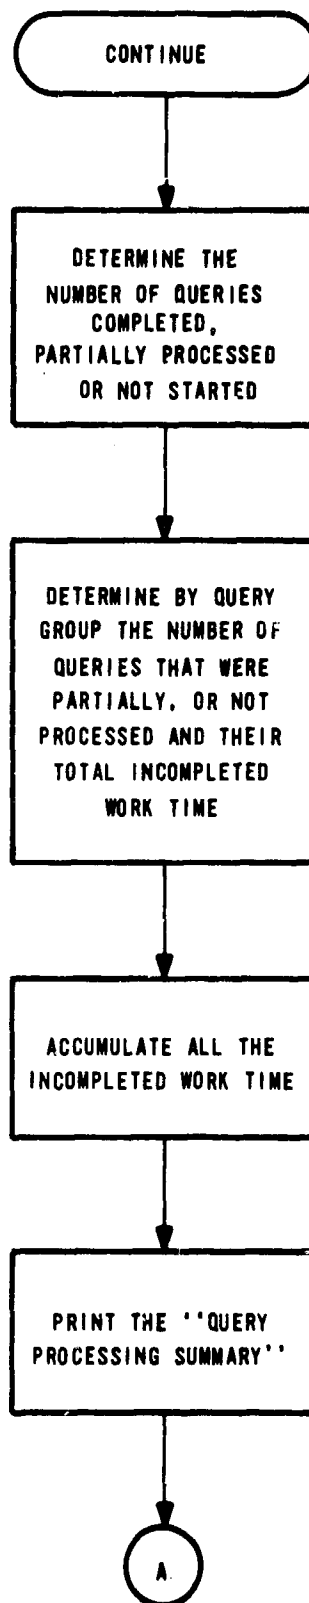 CONTINUE
DETERMINE THE
NUMBER OF QUERIES
COMPLETED,
PARTIALLY PROCESSED
OR NOT STARTED
DETERMINE BY QUERY
GROUP THE NUMBER OF
QUERIES THAT WERE
PARTIALLY, OR NOT
PROCESSED AND THEIR
TOTAL INCOMPLETED
WORK TIME
ACCUMULATE ALL THE
INCOMPLETED WORK TIME
PRINT THE ''QUERY
PROCESSING SUMMARY''
A